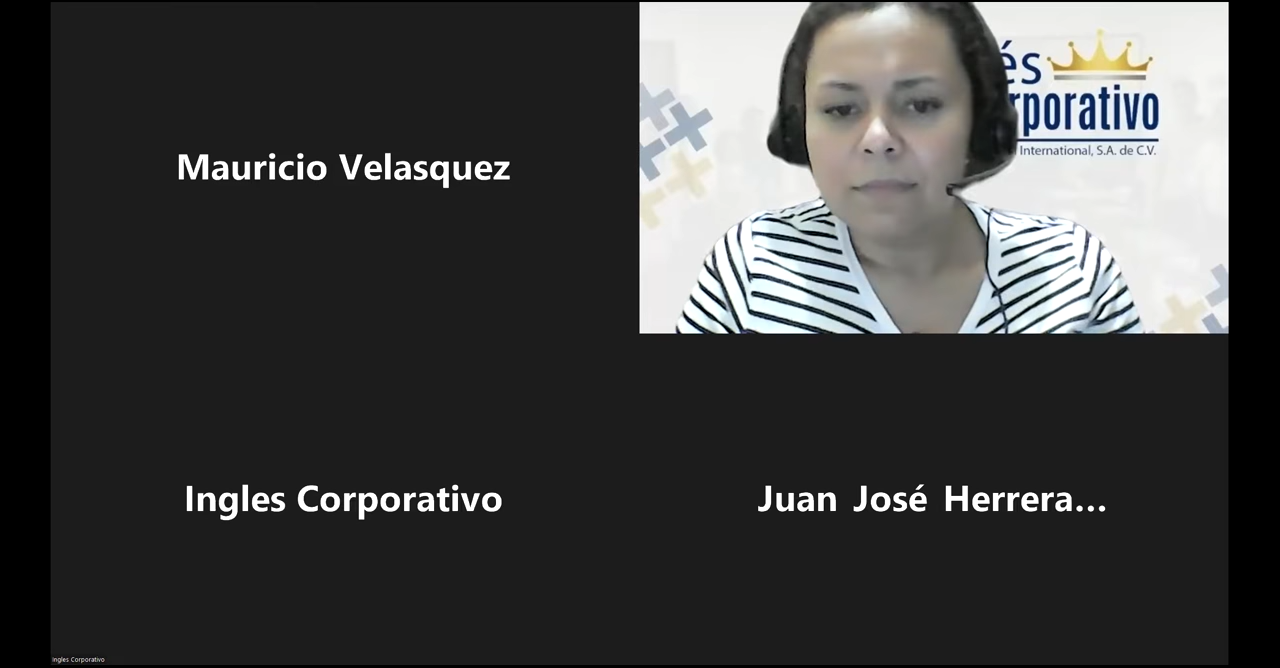 Mauricio Velasquez
és
rporativo
International, S.A. de C.V.
Ingles Corporativo
Juan José Herrera...
Ingles Corporativo